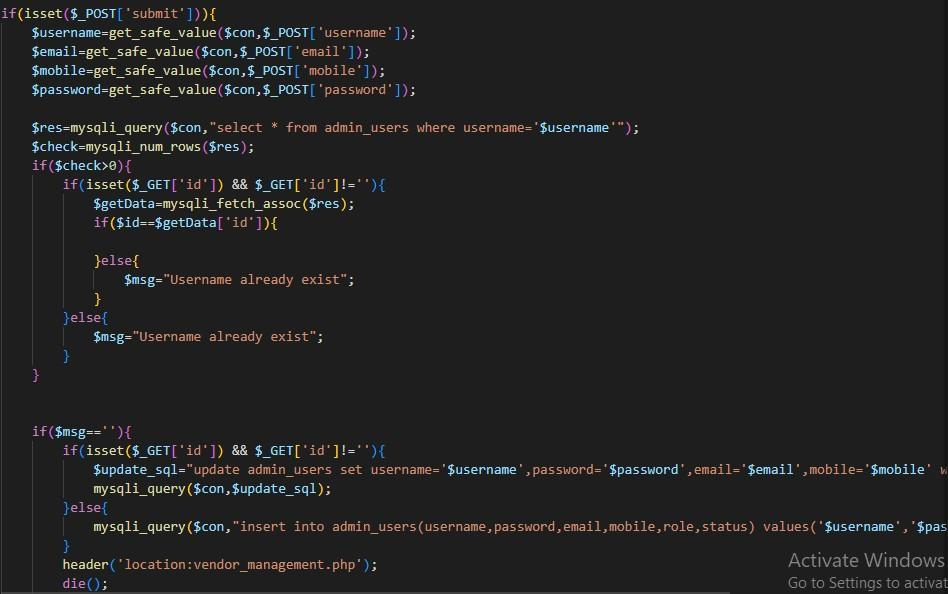 if(isset($_POST['submit'])){
$username=get_safe_value($con,$_POST['username']);
$email=get_safe_value($con,$_POST['email']);
$mobile=get_safe_value($con,$_POST['mobile']);
$password=get_safe_value($con,$_POST['password']);
$res=mysqli_query($con,"select * from admin_users where username='$username'");
$check=mysqli_num_rows($res);
if($check>0){
if(isset($_GET['id']) && $_GET['id']!=''){
$getData=mysqli_fetch_assoc($res);
if($id==$getData['id']){
}else{
$msg="Username already exist";
}
}else{
$msg="Username already exist";
}
}
if($msg==''){
if(isset($_GET['id']) && $_GET['id']!=''){
$update_sql="update admin_users set username='$username',password='$password',email='$email',mobile='$mobile' w
mysqli_query($con,$update_sql);
}else{
mysqli_query($con,"insert into admin_users(username,password,email,mobile,role,status) values('$username','$pas
}
header('location:vendor_management.php');
die();
Activate Windows
Go to Settings to activat